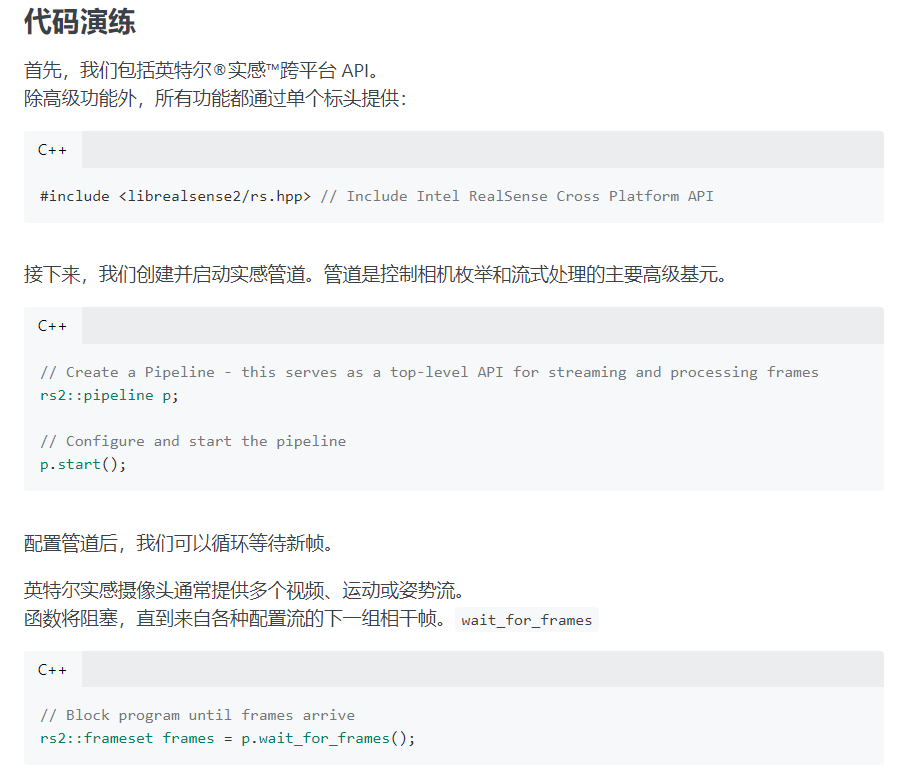 代码演练
首先，我们包括英特尔®实感™跨平台 API。
除高级功能外，所有功能都通过单个标头提供：
C++
#include <librealsense2/rs.hpp> // Include Intel RealSense Cross Platform API
接下来，我们创建并启动实感管道。管道是控制相机枚举和流式处理的主要高级基元。
C++
// Create a Pipeline - this serves as a top-level API for streaming and processing frames
rs2::pipeline p;
// Configure and start the pipeline
p.start();
配置管道后，我们可以循环等待新帧。
英特尔实感摄像头通常提供多个视频、运动或姿势流。
函数将阻塞，直到来自各种配置流的下一组相干帧。 wait_for_frames
C++
// Block program until frames arrive
rs2::frameset frames = p.wait_for_frames();